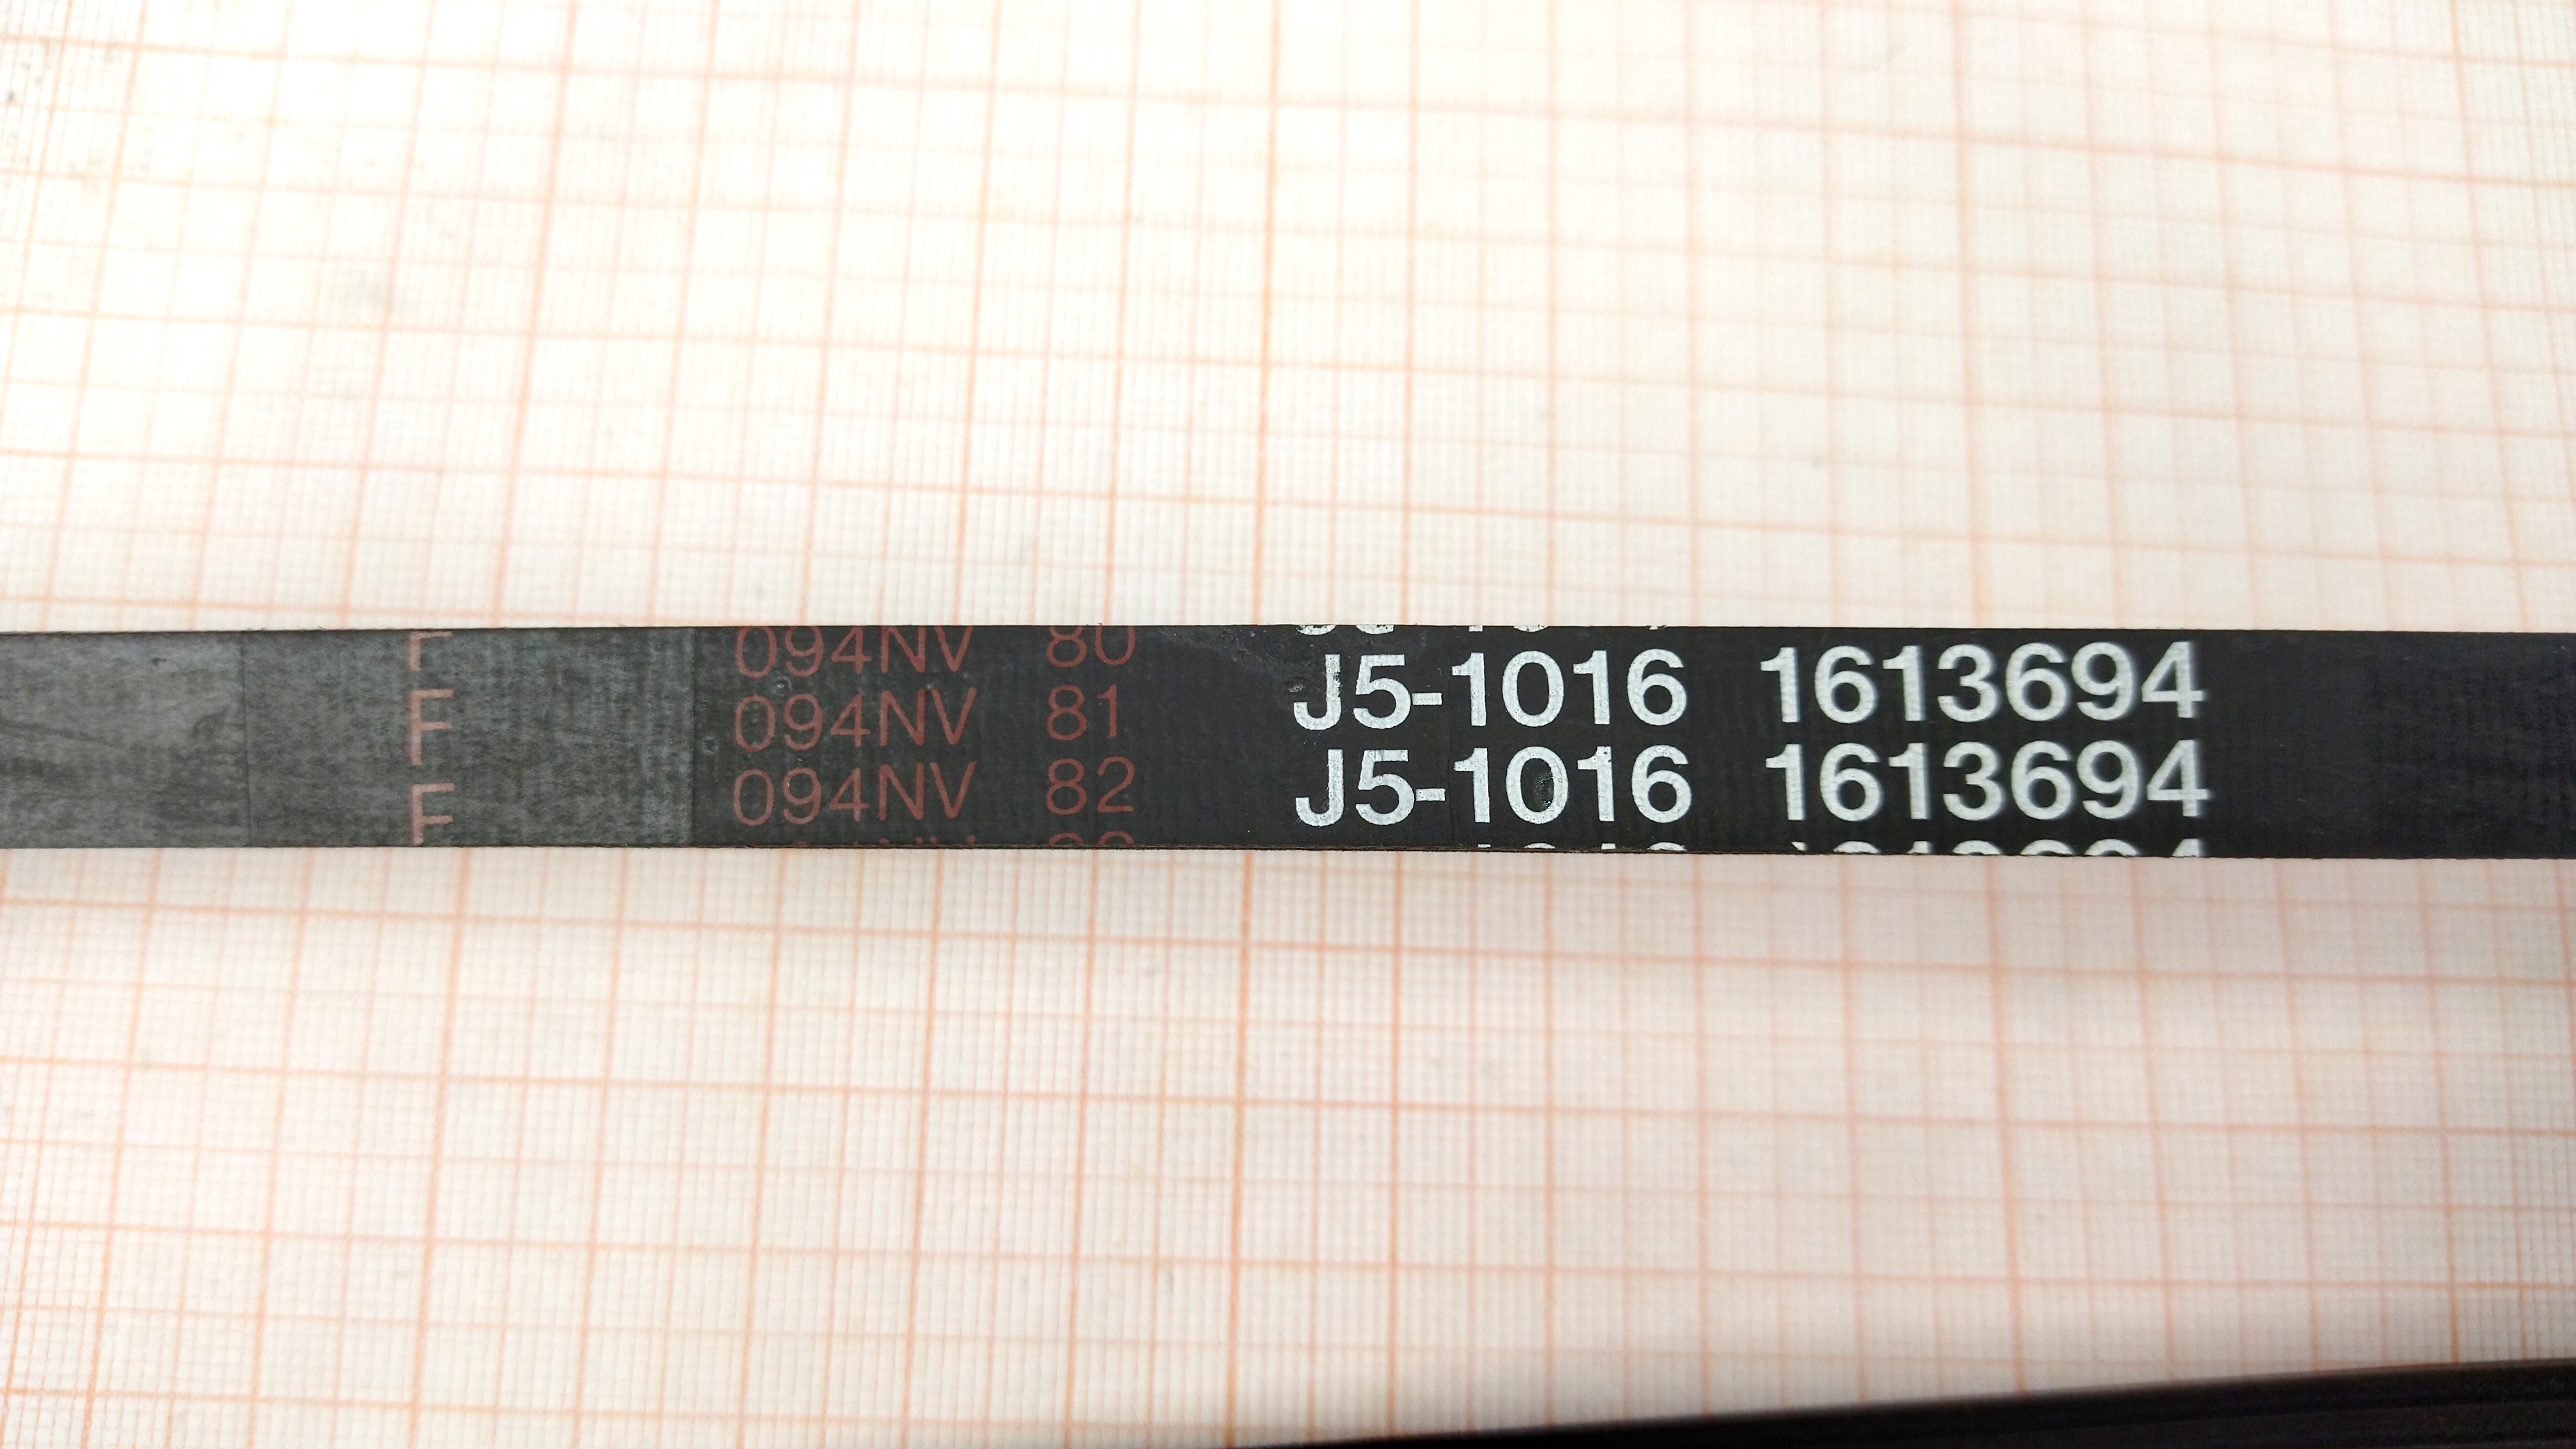 F 094NV 80
F 094NV 81 J5-1016 1613694
F 094NV 82 J5-1016 1613694